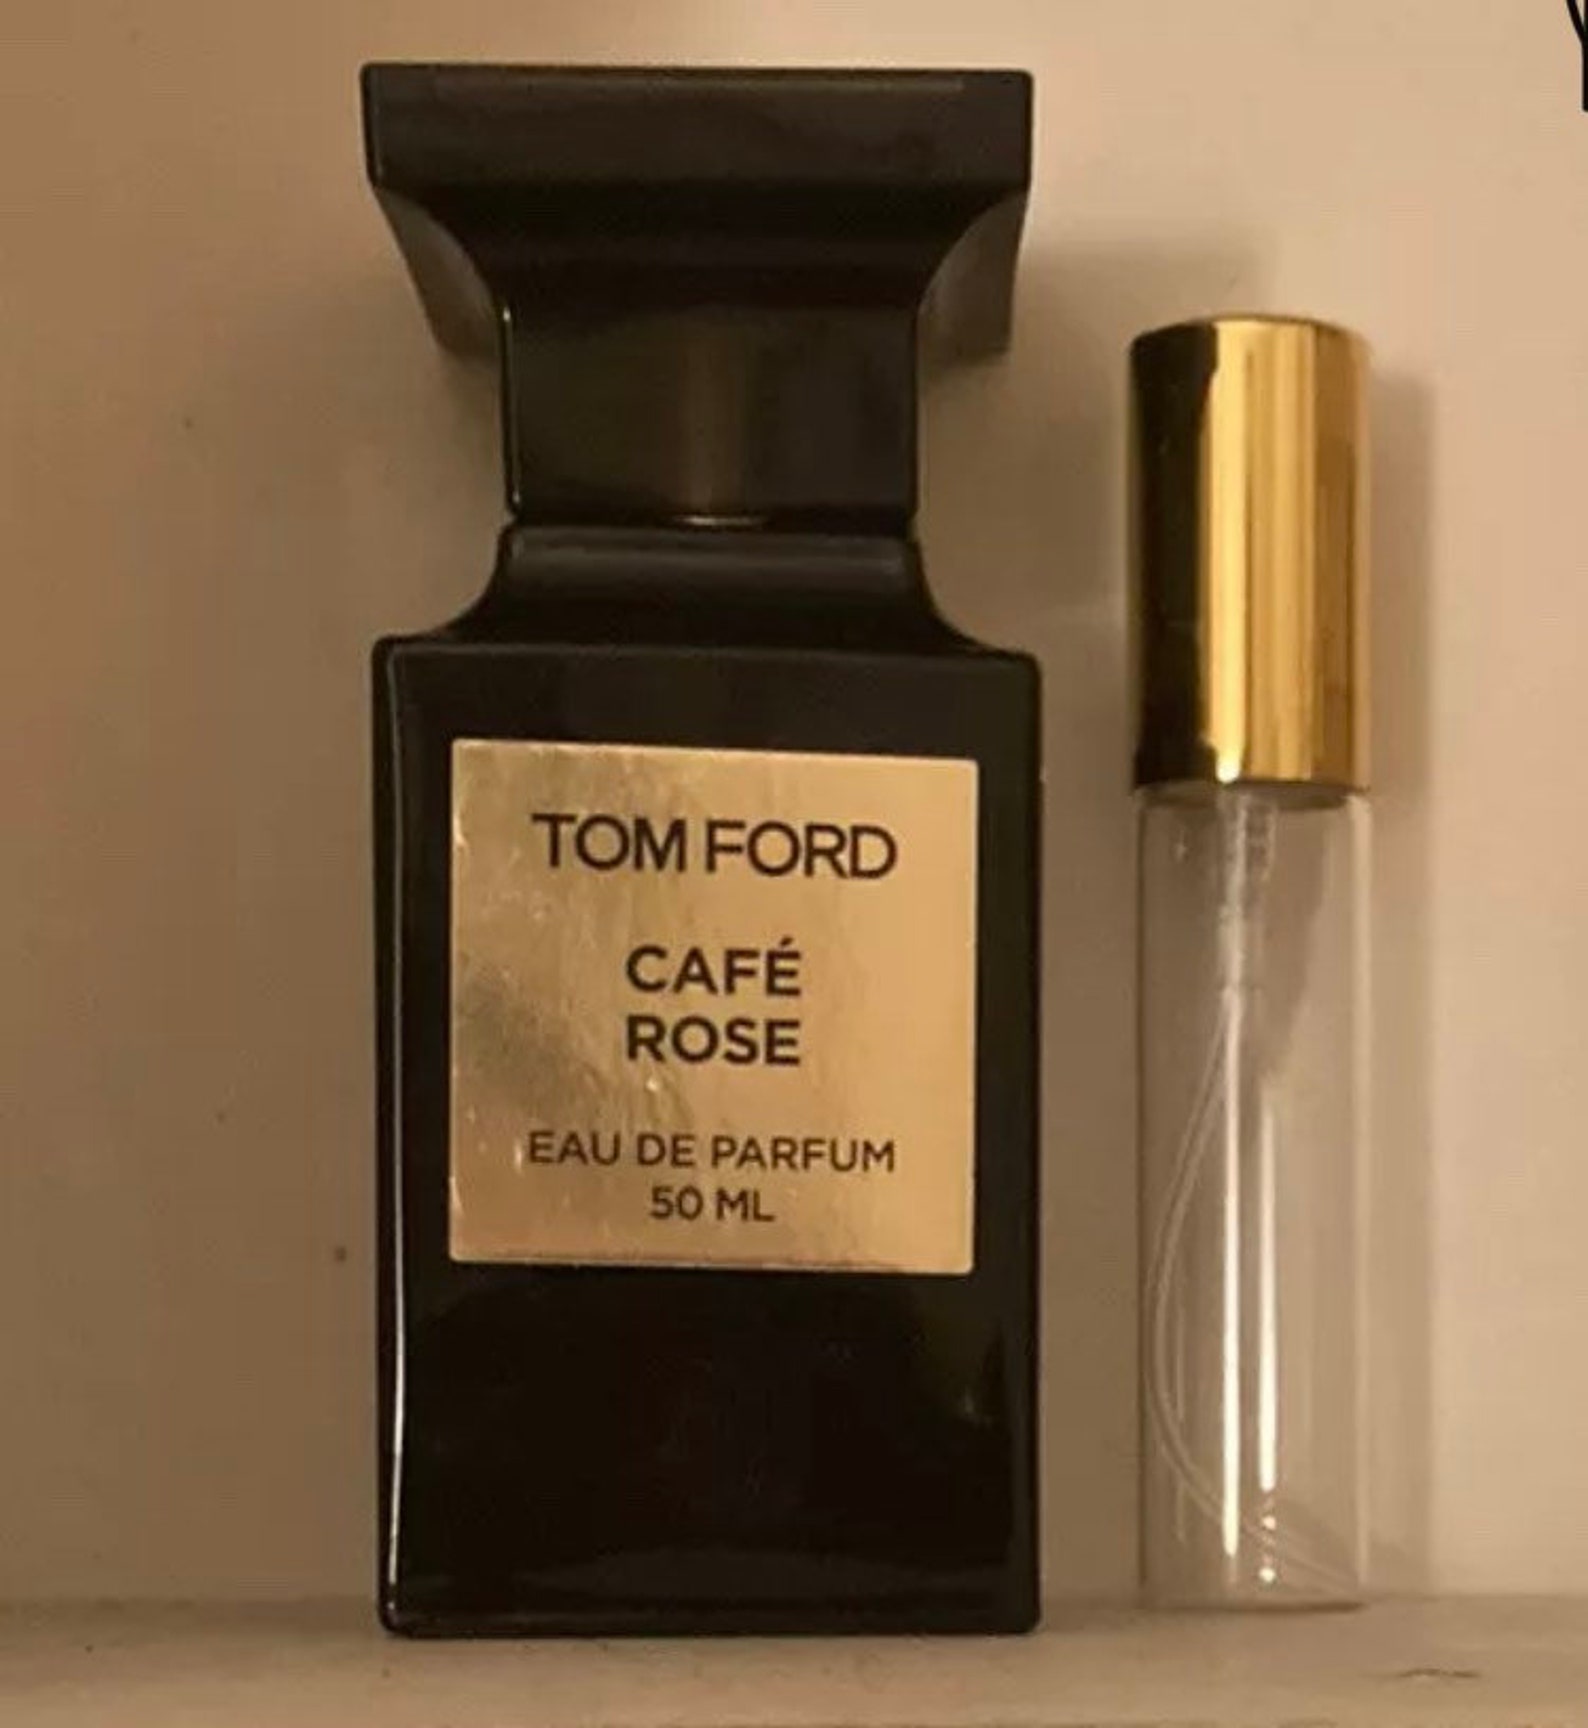 TOM FORD
CAFÉ
ROSE
EAU DE PARFUM
50 ML